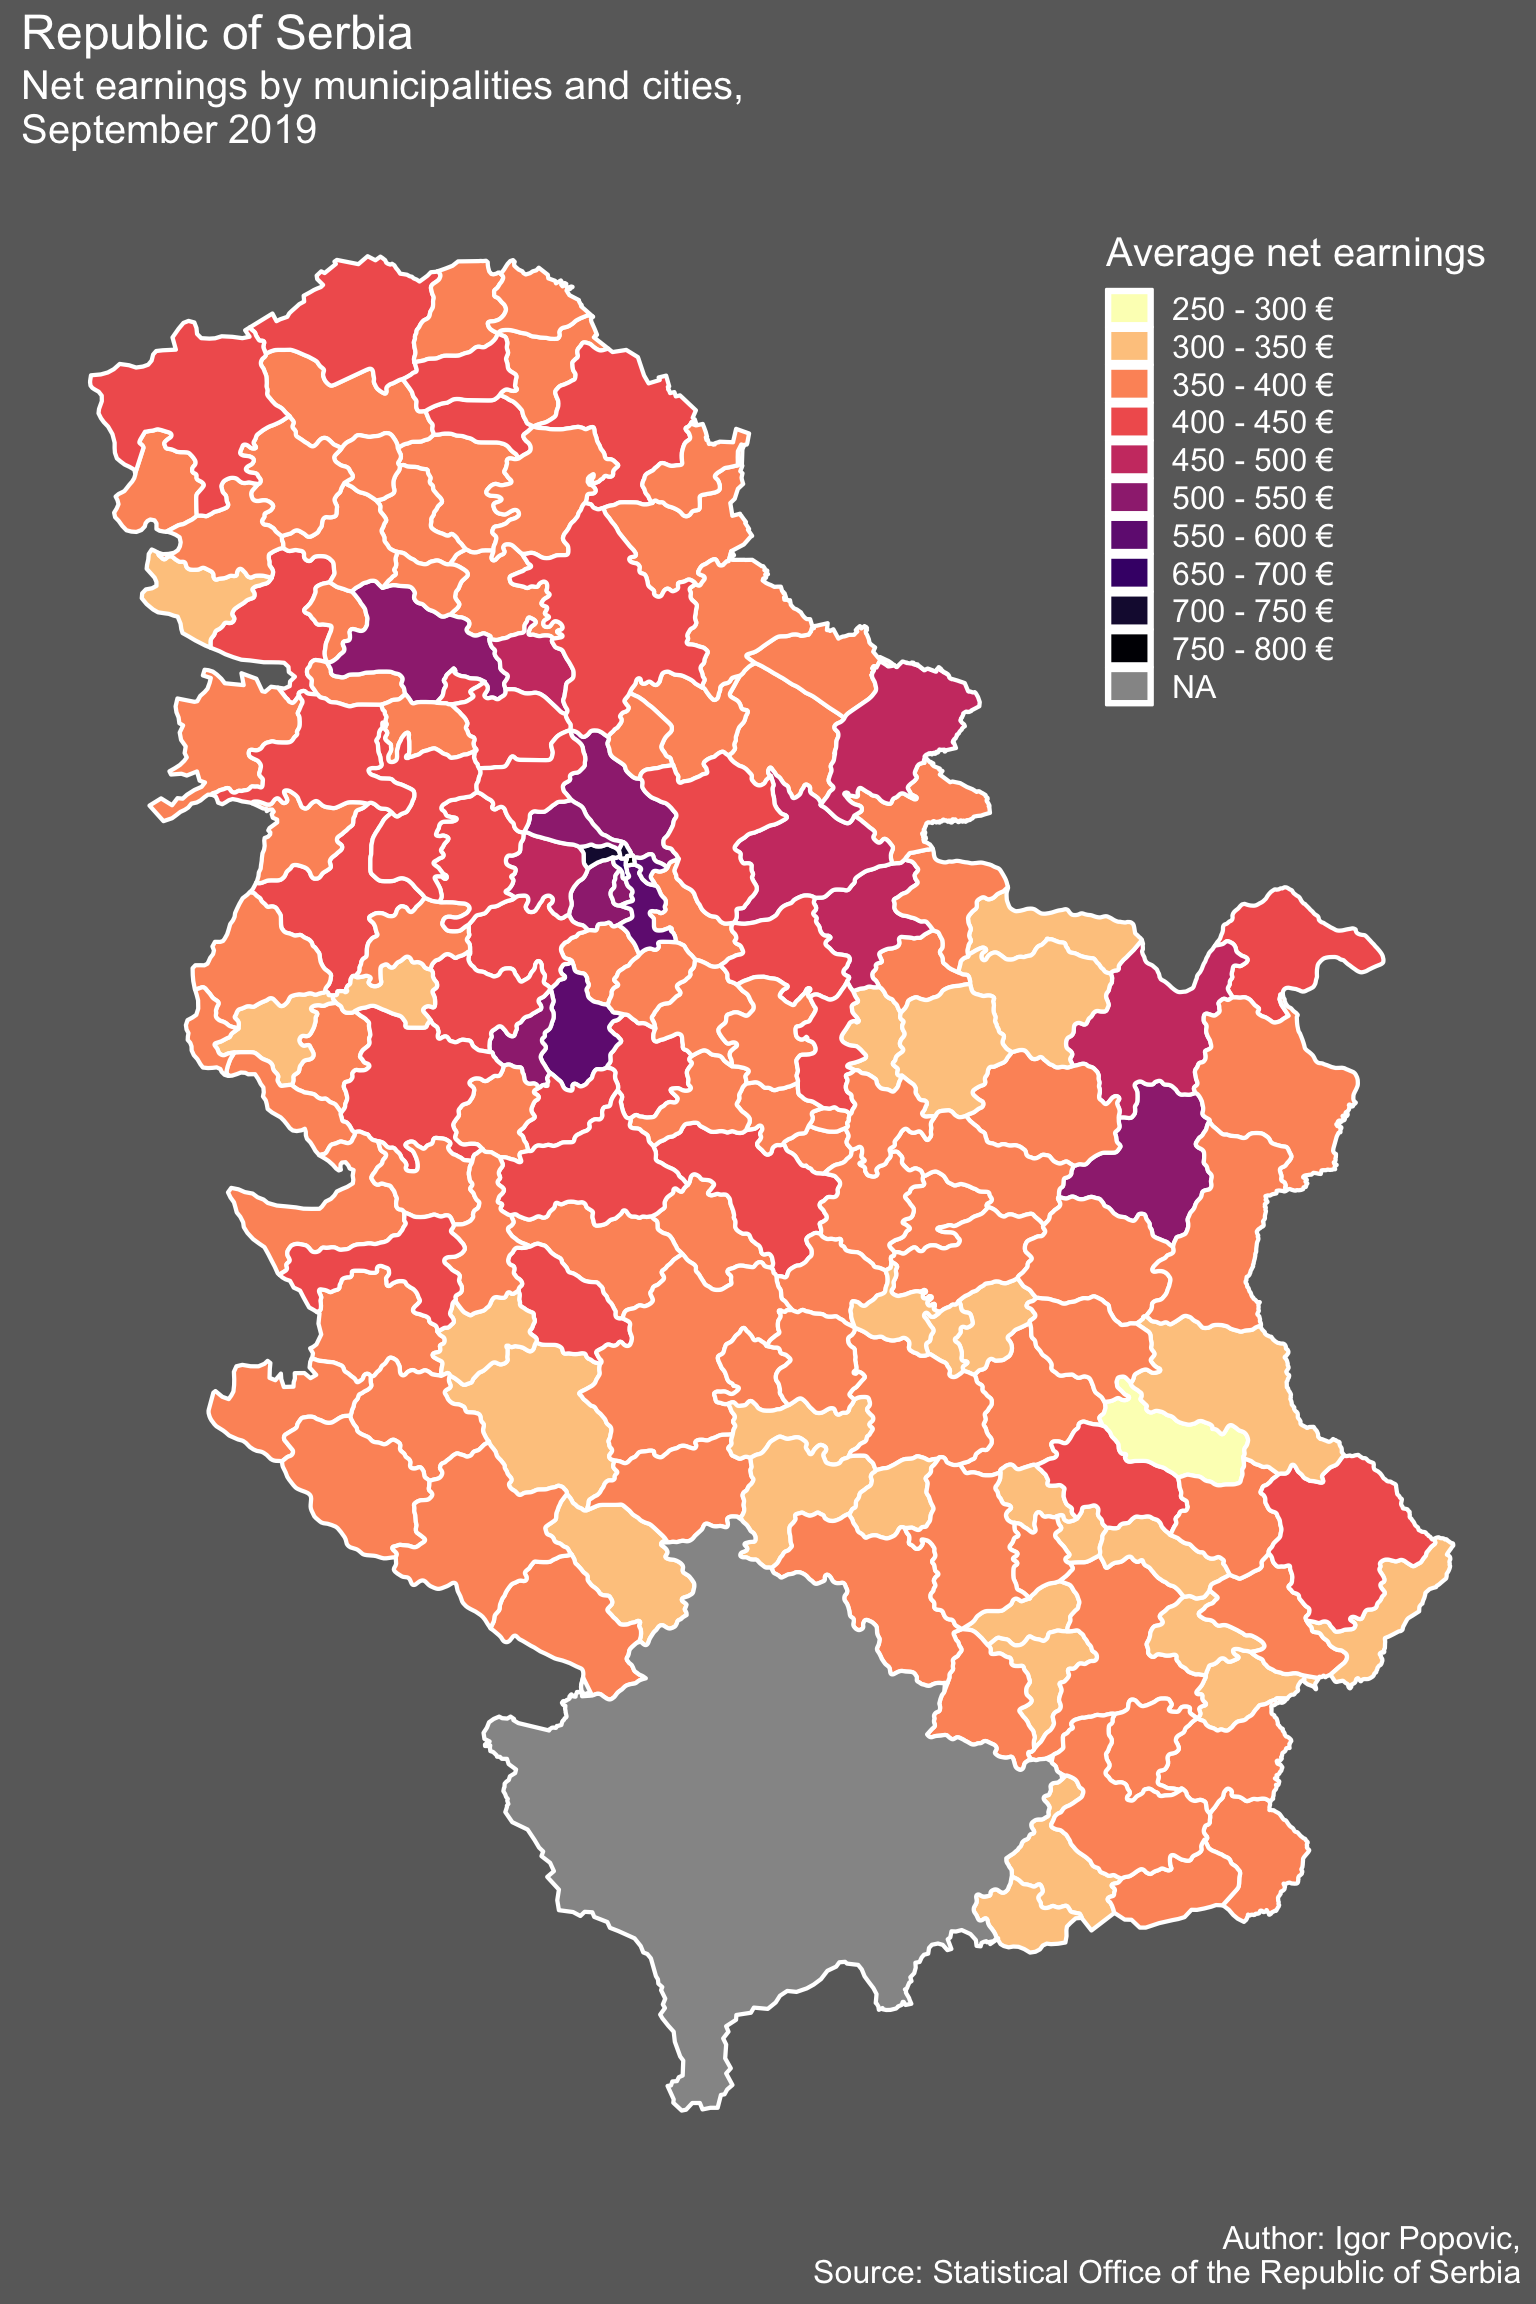 Republic of Serbia
Net earnings by municipalities and cities,
September 2019
Average net earnings
250 - 300 €
300 - 350 €
350 - 400 €
400 - 450 €
450 - 500 €
500 - 550 €
550 - 600 €
650 - 700 €
700 - 750 €
750 - 800 €
NA
Author: Igor Popovic,
Source: Statistical Office of the Republic of Serbia